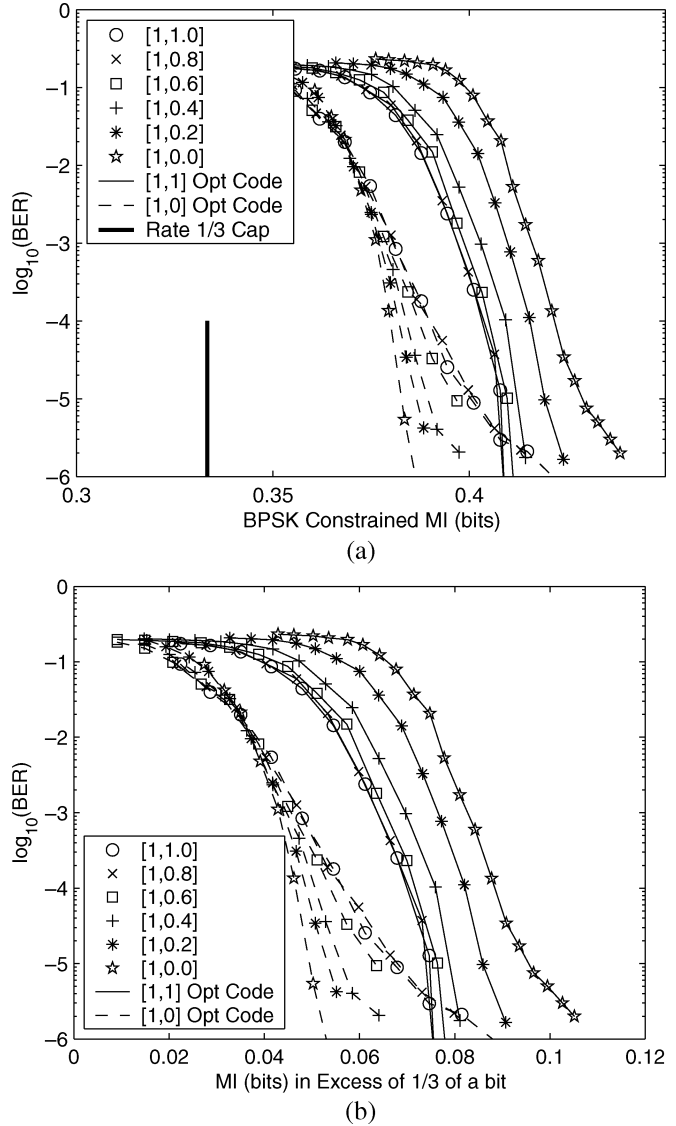 0
−1
−2
−3
−4
−5
−6
log10(BER)
[1,1.0]
[1,0.8]
[1,0.6]
[1,0.4]
[1,0.2]
[1,0.0]
[1,1] Opt Code
[1,0] Opt Code
Rate 1/3 Cap
0.3 0.35 0.4
BPSK Constrained MI (bits)
(a)
0
−1
−2
−3
−4
−5
−6
log10(BER)
[1,1.0]
[1,0.8]
[1,0.6]
[1,0.4]
[1,0.2]
[1,0.0]
[1,1] Opt Code
[1,0] Opt Code
0 0.02 0.04 0.06 0.08 0.1 0.12
MI (bits) in Excess of 1/3 of a bit
(b)